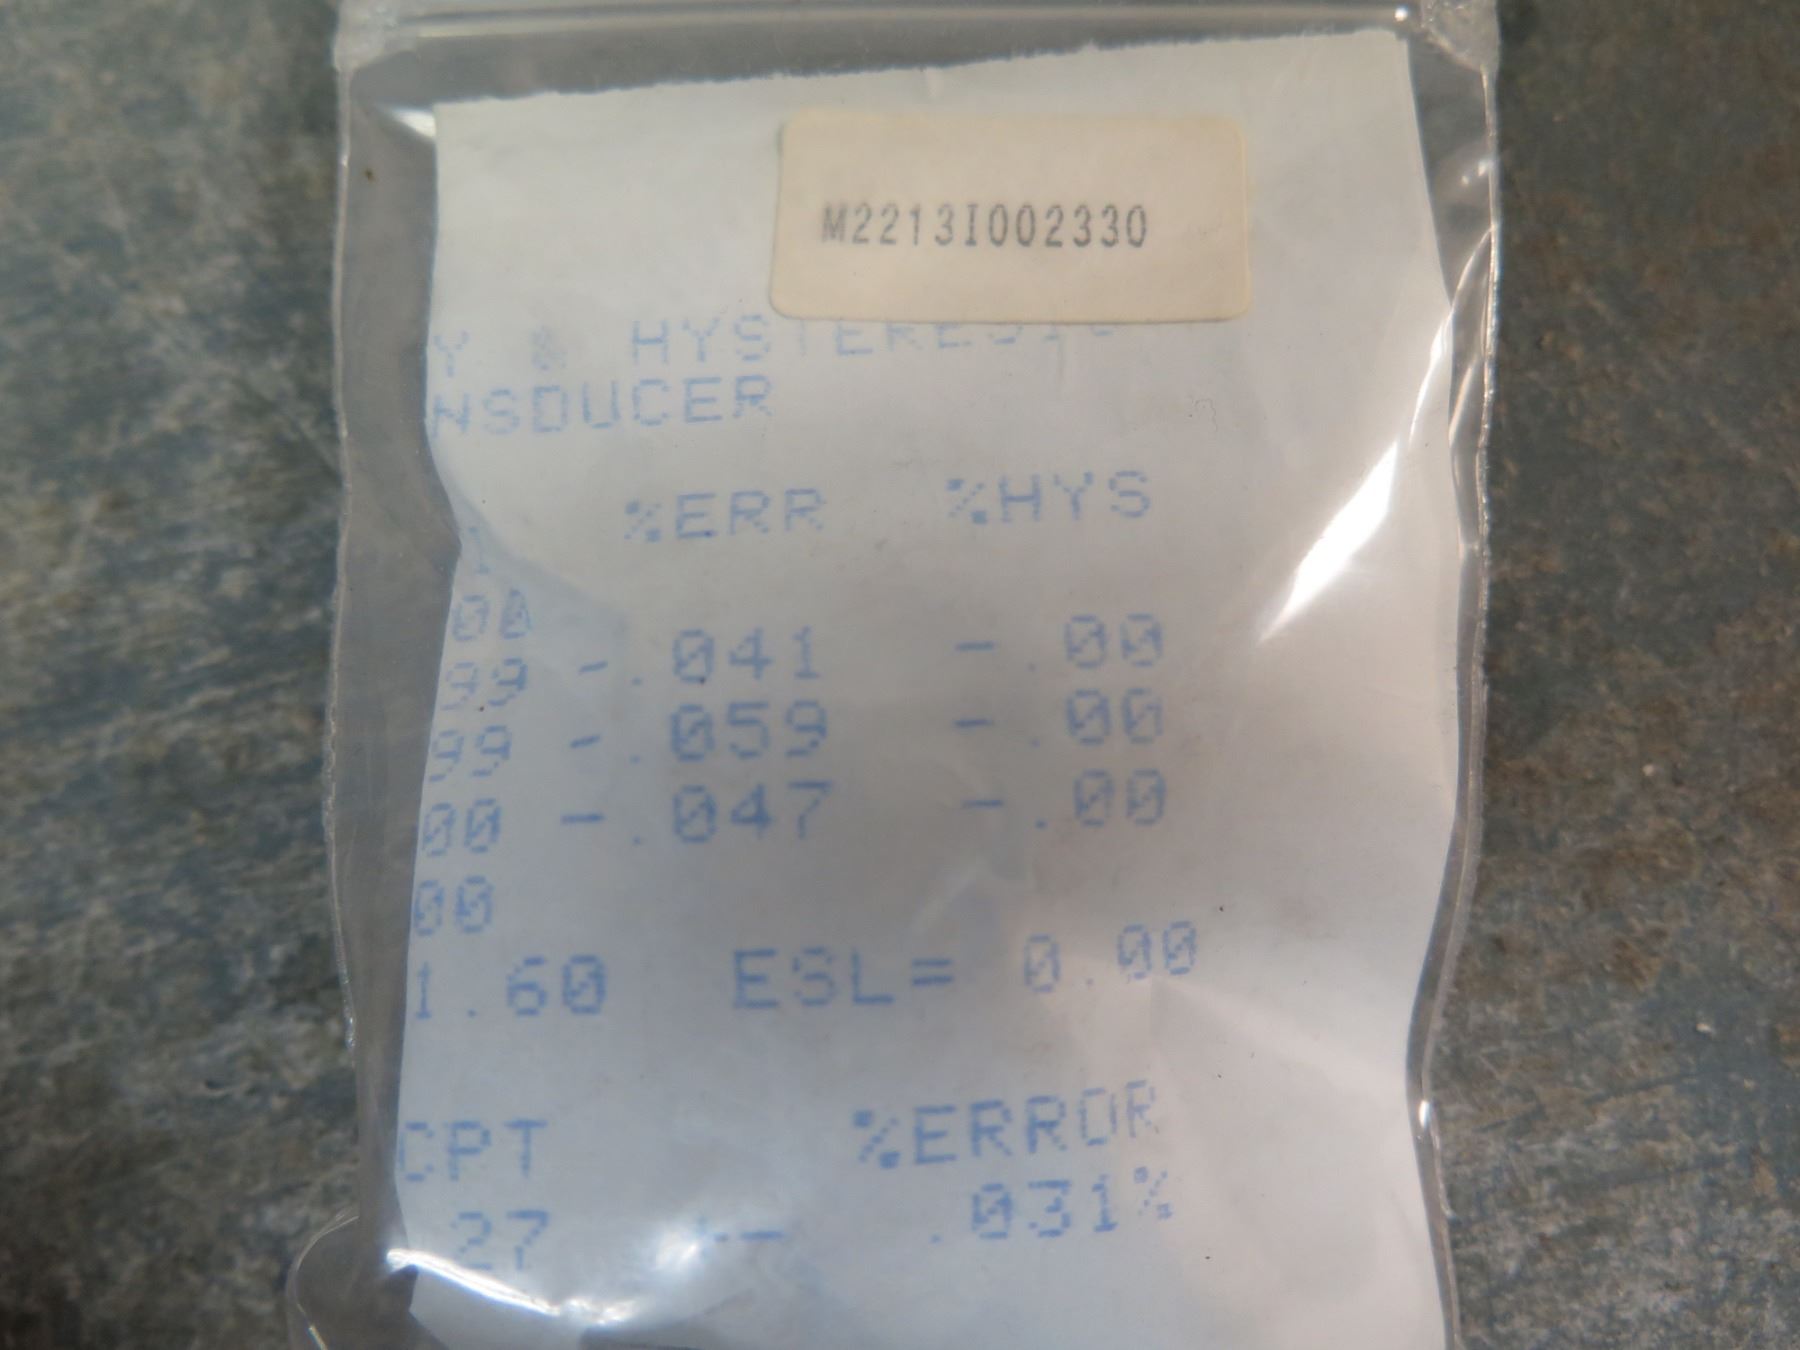 M2213I002330
Y & HYSTERESIS
NSDUCER
%ERR %HYS
00
99 -.041 -.00
99 -.059 -.00
00 -.047 -.00
00
1.60 ESL= 0.00
CPT %ERROR
27 +- .031%